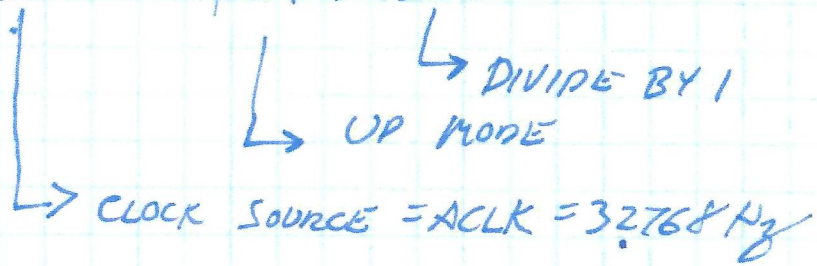 DIVIDE BY 1
UP MODE
CLOCK SOURCE = ACLK = 32768 Hz